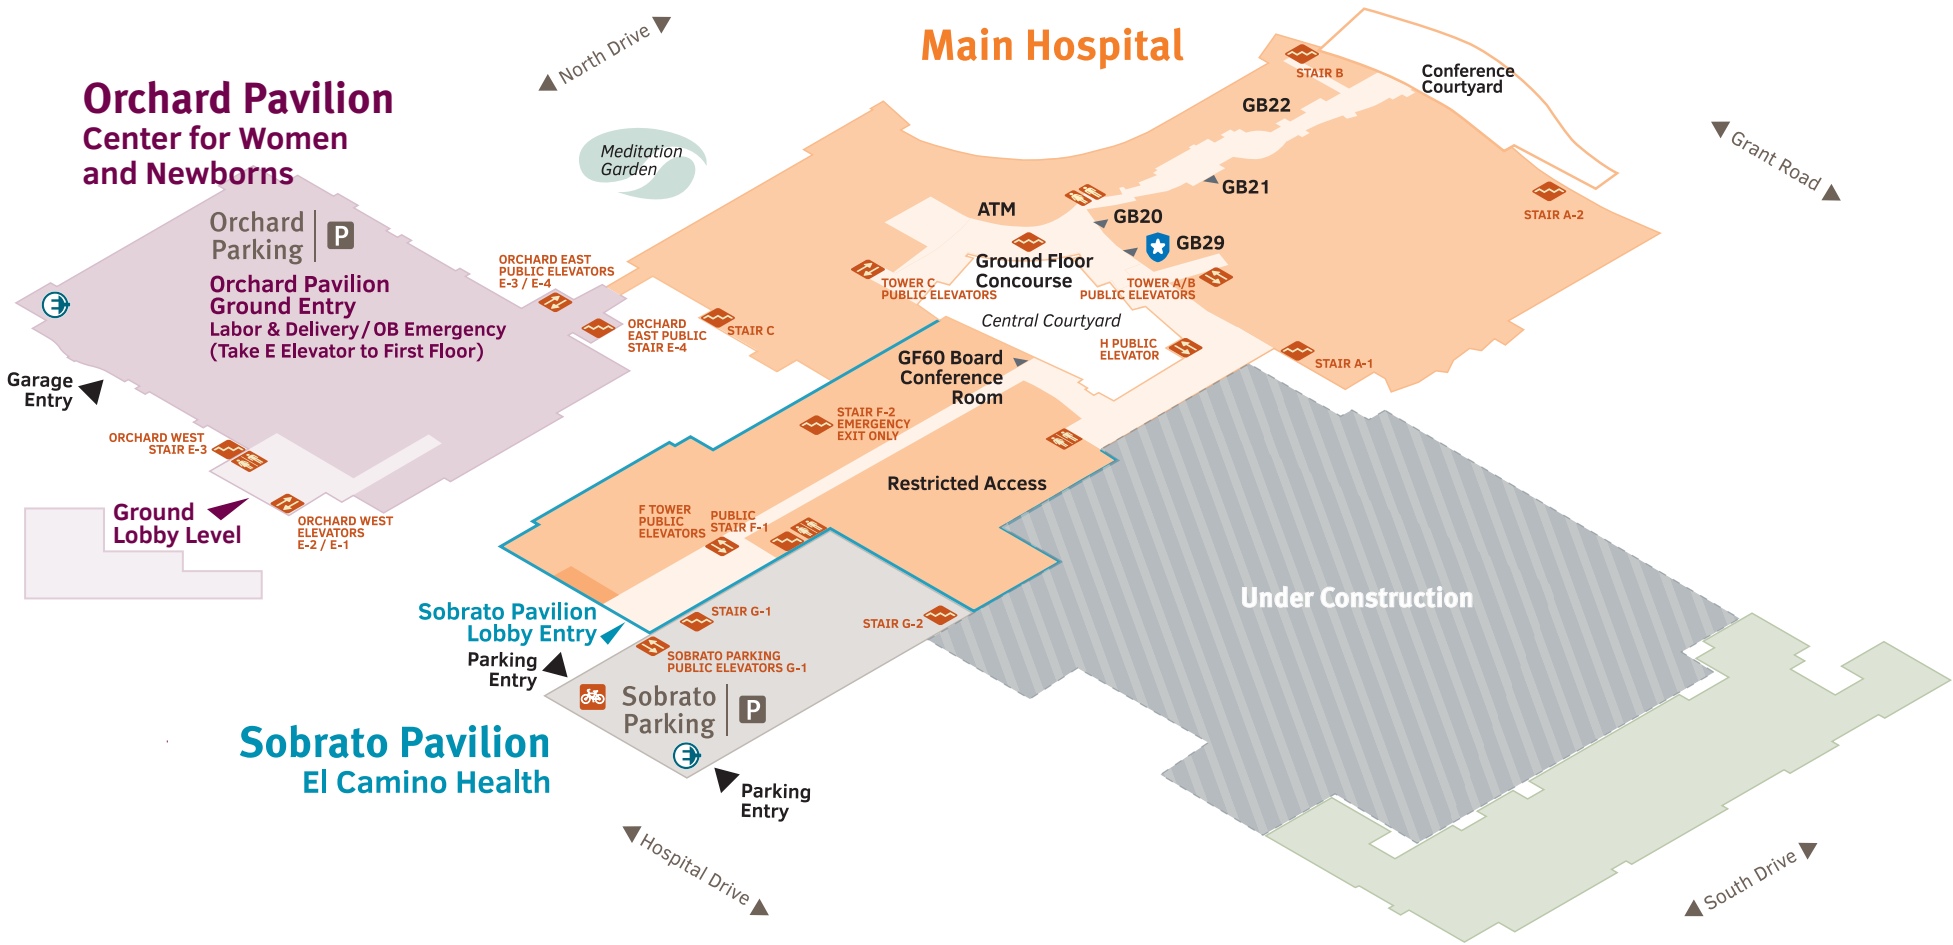 North Drive
Main Hospital
Orchard Pavilion
Center for Women
and Newborns
Meditation
Garden
STAIR B
Conference
Courtyard
GB22
Grant Road
GB21
STAIR A-2
ATM
GB20
GB29
Orchard
Parking
P
Orchard Pavilion
Ground Entry
Labor & Delivery / OB Emergency
(Take E Elevator to First Floor)
ORCHARD EAST
PUBLIC ELEVATORS
E-3 / E-4
ORCHARD
EAST PUBLIC
STAIR E-4
STAIR C
TOWER C
PUBLIC ELEVATORS
Ground Floor
Concourse
TOWER A/B
PUBLIC ELEVATORS
Central Courtyard
H PUBLIC
ELEVATOR
STAIR A-1
GF60 Board
Conference
Room
Garage
Entry
ORCHARD WEST
STAIR E-3
STAIR F-2
EMERGENCY
EXIT ONLY
Restricted Access
Ground
Lobby Level
ORCHARD WEST
ELEVATORS
E-2 / E-1
F TOWER
PUBLIC
ELEVATORS
PUBLIC
STAIR F-1
Under Construction
Sobrato Pavilion
Lobby Entry
STAIR G-1
STAIR G-2
Parking
Entry
SOBRATO PARKING
PUBLIC ELEVATORS G-1
Sobrato
Parking
P
Sobrato Pavilion
El Camino Health
Parking
Entry
Hospital Drive
South Drive